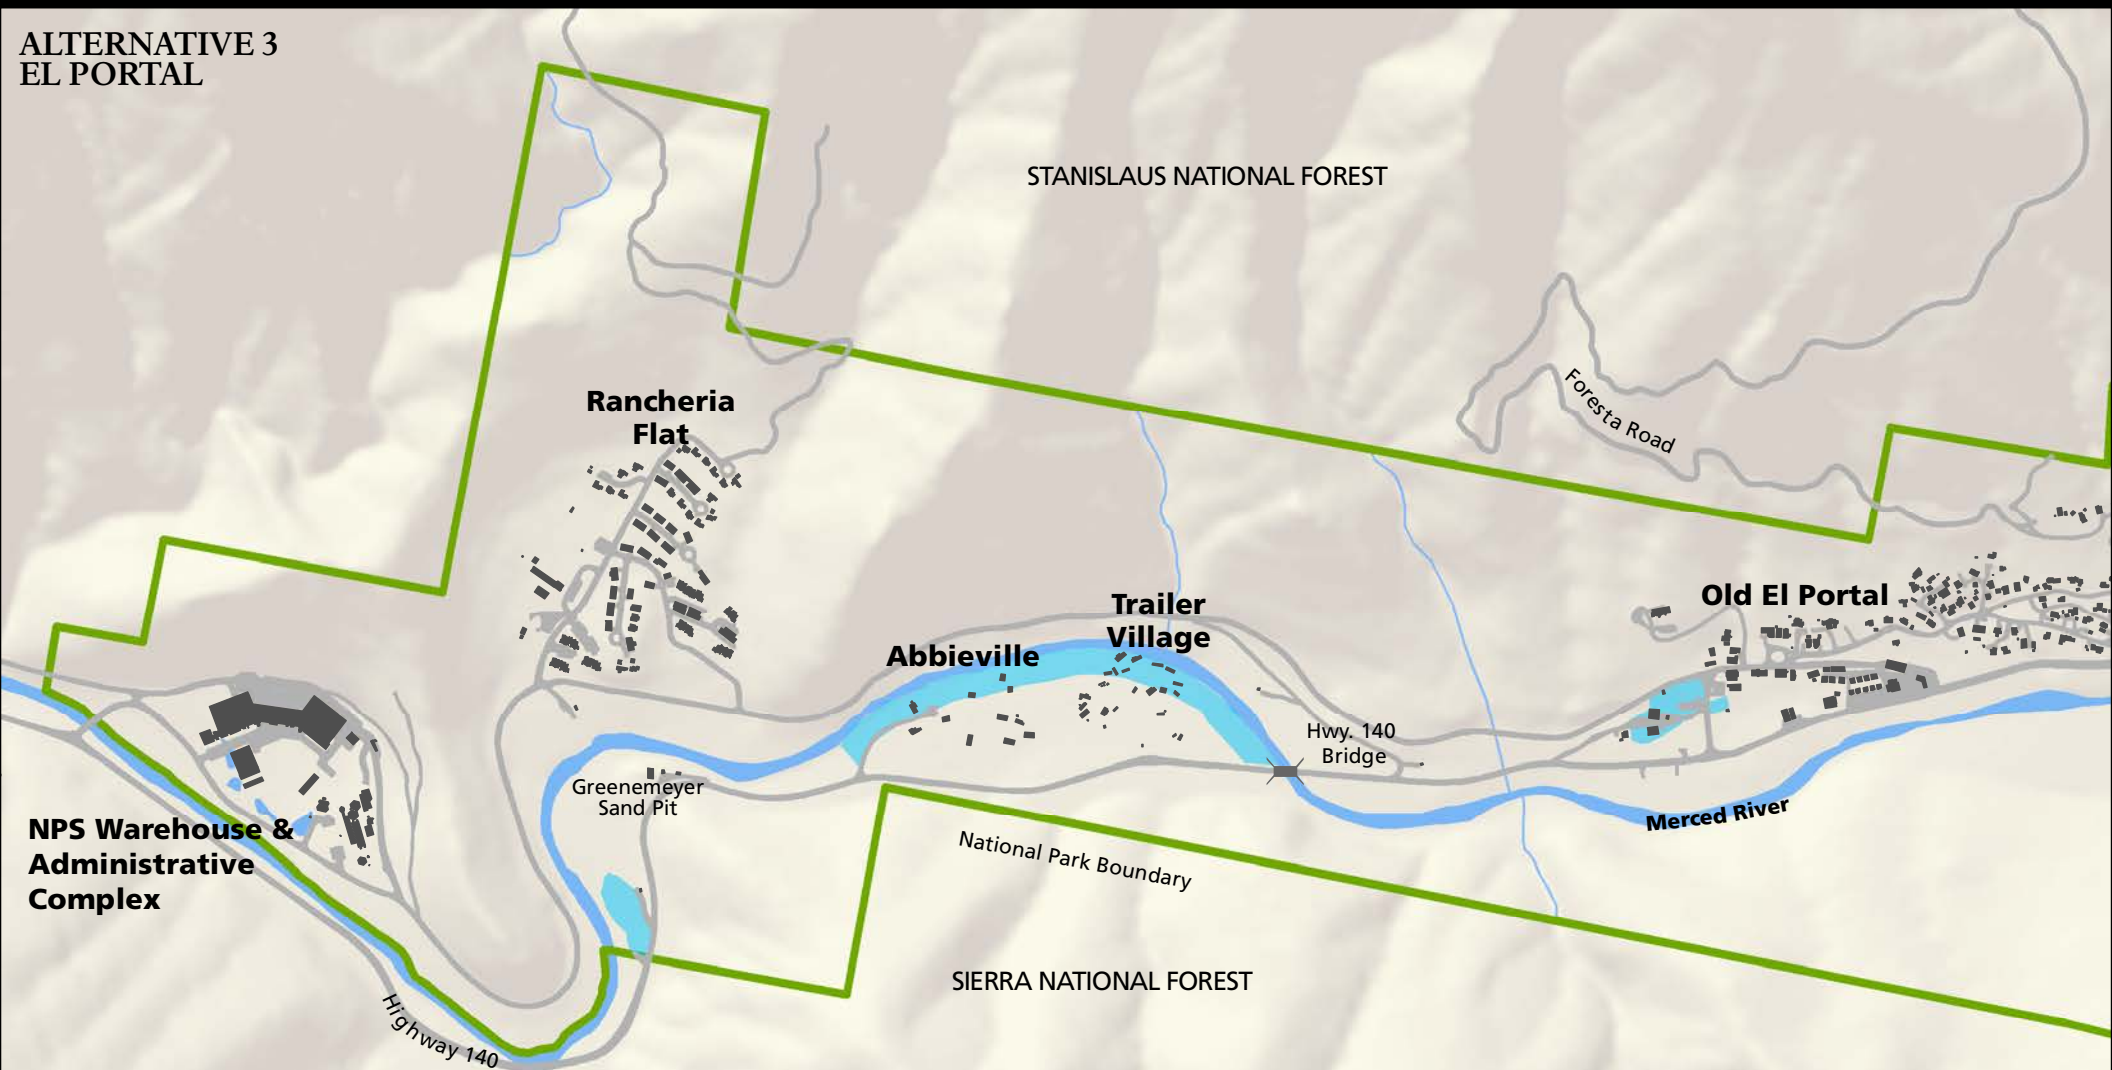 ALTERNATIVE 3
EL PORTAL
STANISLAUS NATIONAL FOREST
Rancheria
Flat
Foresta Road
Trailer
Village
Abbieville
Old El Portal
Hwy. 140
Bridge
Greenemeyer
Sand Pit
Merced River
NPS Warehouse &
Administrative
Complex
National Park Boundary
SIERRA NATIONAL FOREST
Highway 140